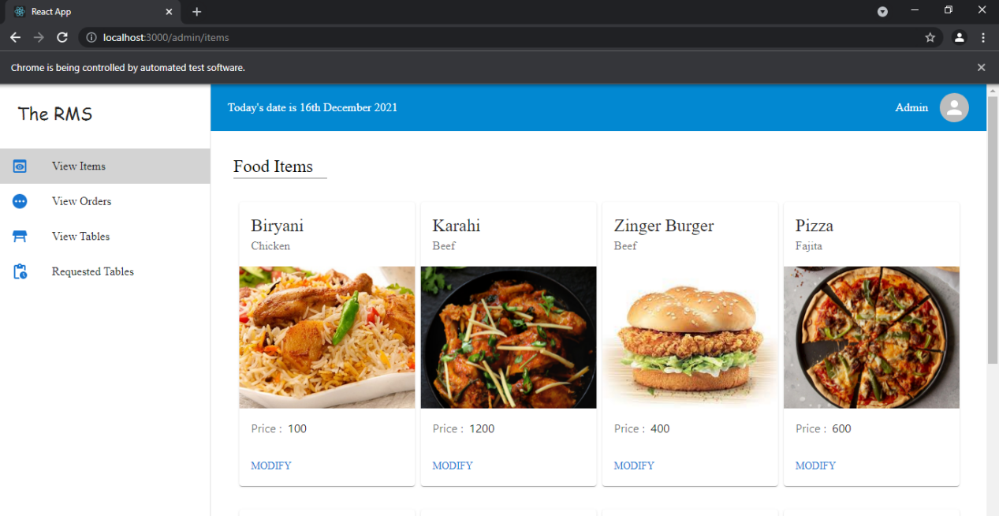 React App
localhost:3000/admin/items
Chrome is being controlled by automated test software.
The RMS
Today's date is 16th December 2021
Admin
View Items
View Orders
View Tables
Requested Tables
Food Items
Biryani
Chicken
Price : 100
MODIFY
Karahi
Beef
Price : 1200
MODIFY
Zinger Burger
Beef
Price : 400
MODIFY
Pizza
Fajita
Price : 600
MODIFY